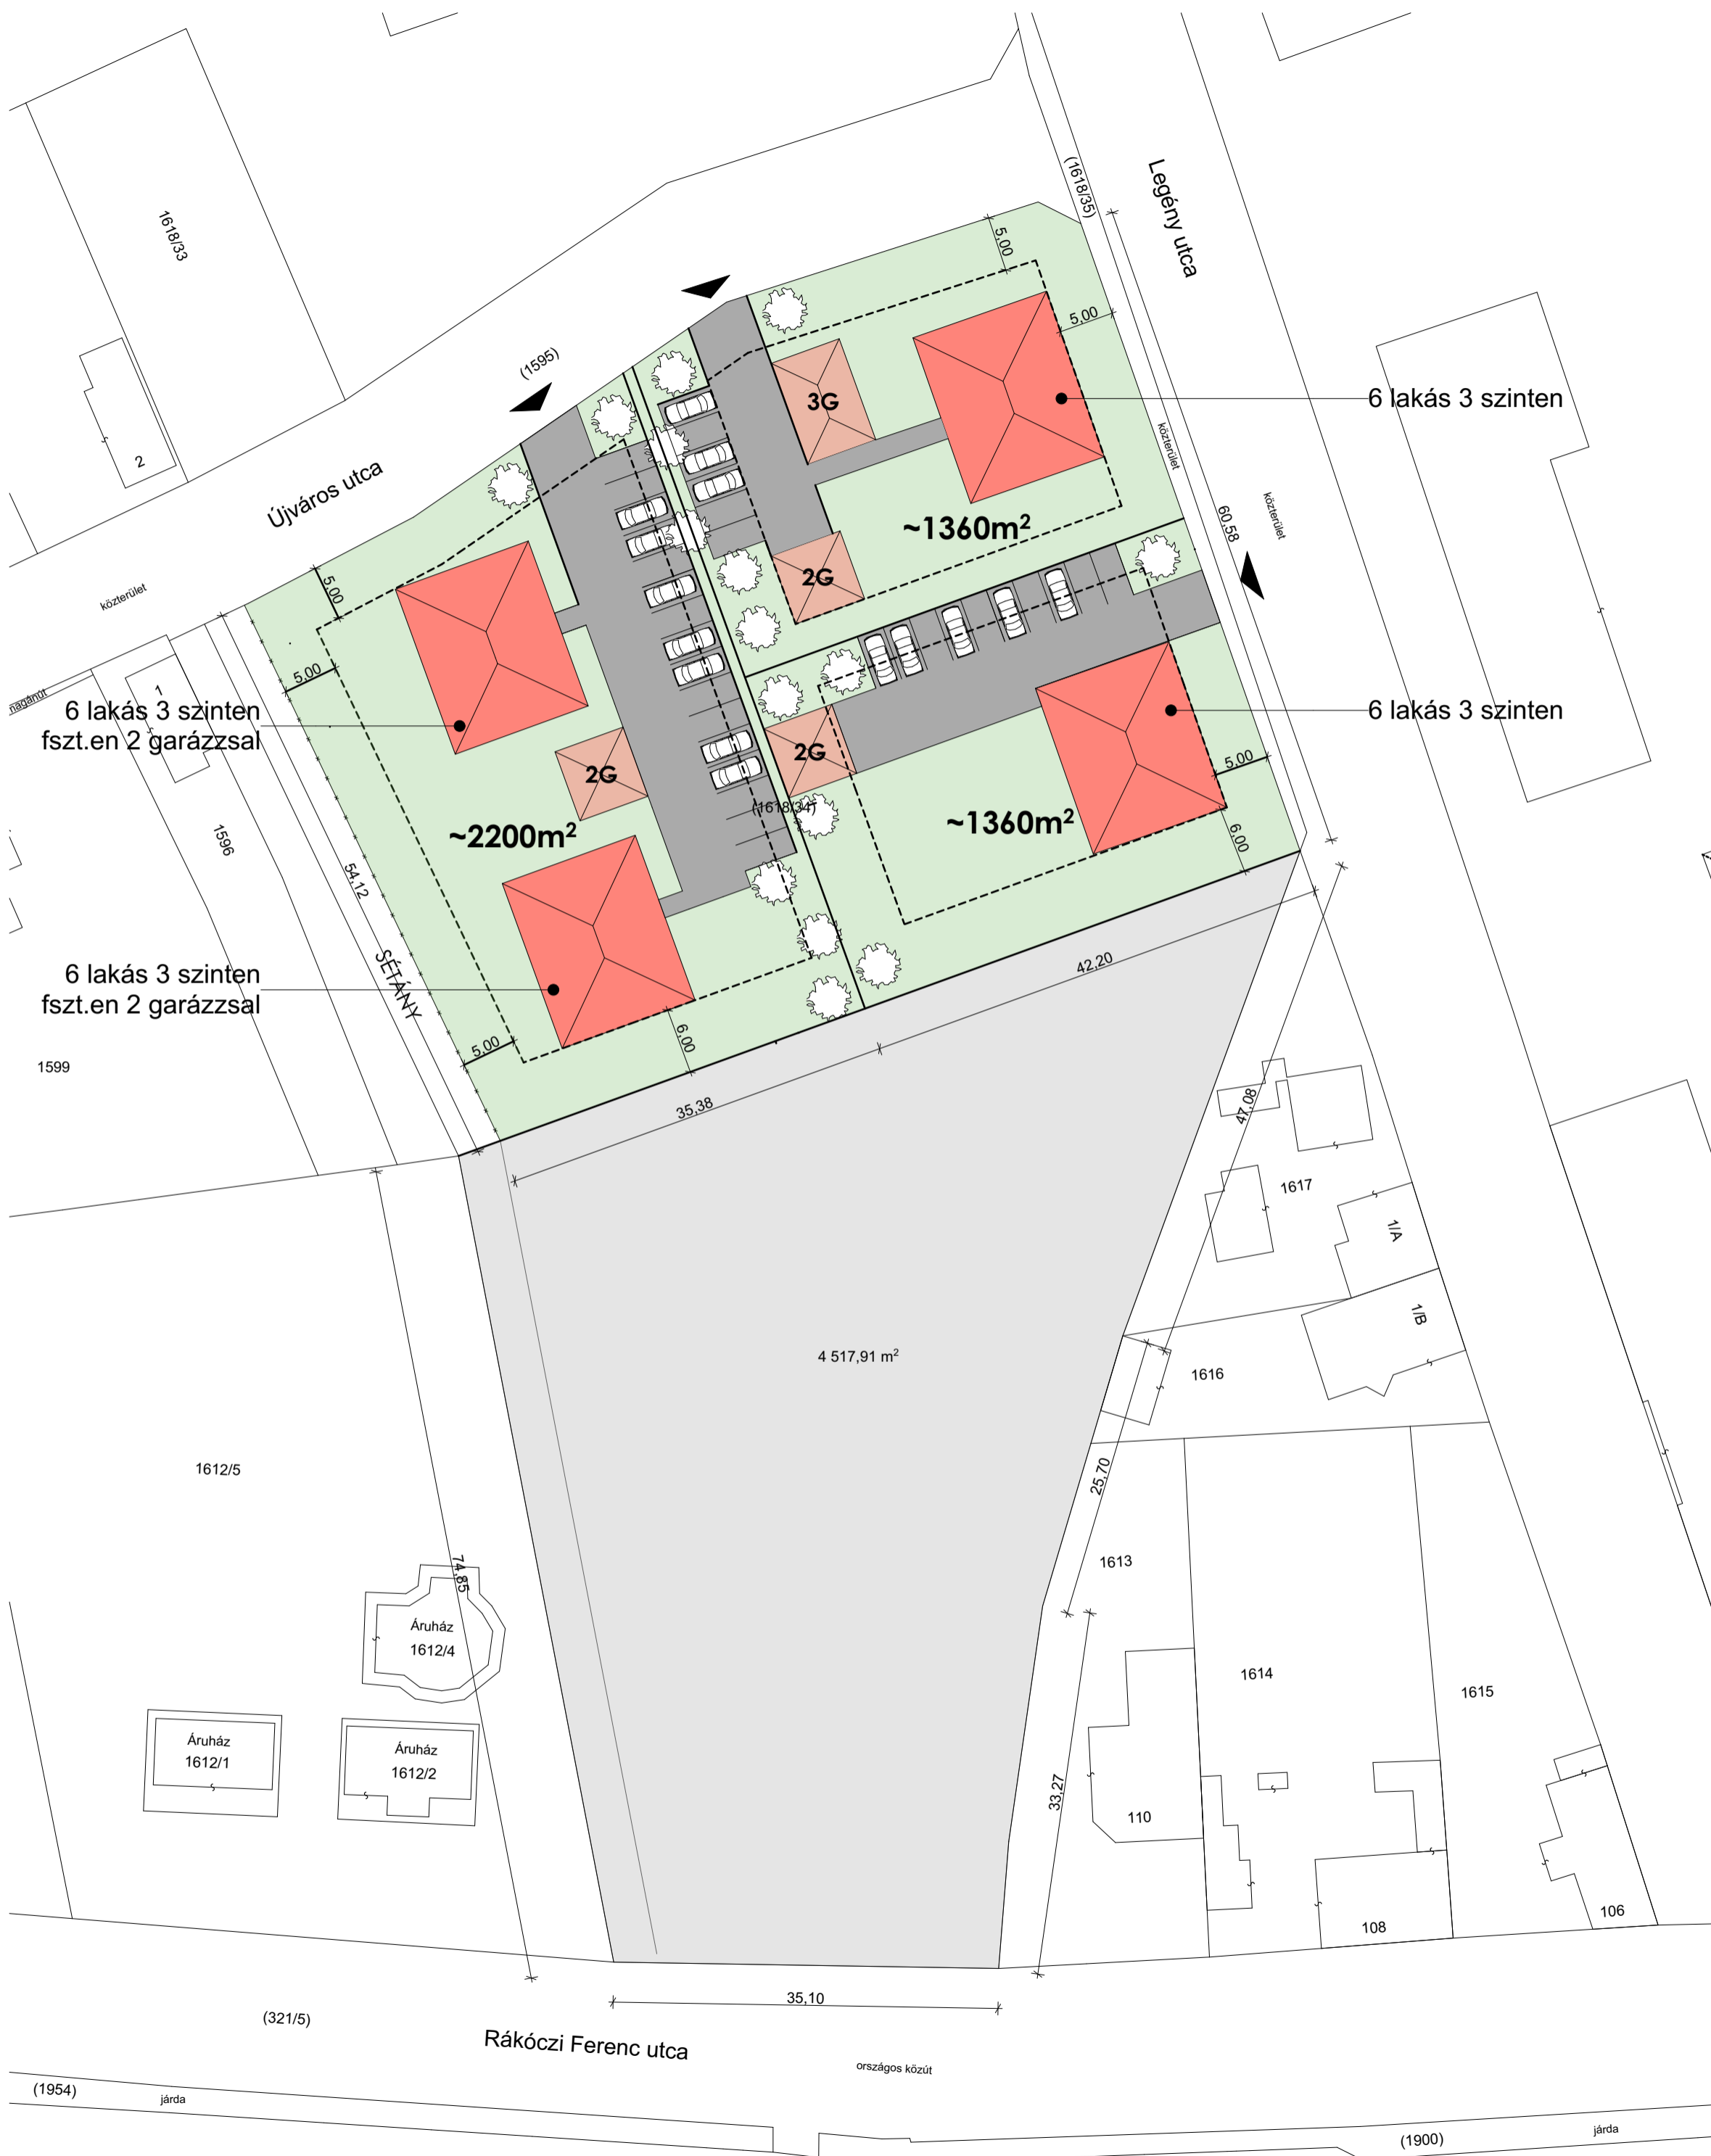 1618/33
(1618/35)
Legény utca
5,00
5,00
(1595)
3G
6 lakás 3 szinten
2
Újváros utca
közterület
közterület
60,58
~1360m²
2G
5,00
közterület
5,00
magánút
1
6 lakás 3 szinten
fszt.en 2 garázzsal
6 lakás 3 szinten
2G
2G
5,00
(1618/34)
~2200m²
~1360m²
6,00
1596
54,12
SÉTÁNY
6 lakás 3 szinten
fszt.en 2 garázzsal
42,20
5,00
6,00
1599
35,38
47,08
1617
1/A
1/B
4 517,91 m²
1616
1612/5
25,70
1613
74,85
Áruház
1612/4
1614
1615
Áruház
1612/1
Áruház
1612/2
33,27
110
108
106
35,10
(321/5)
Rákóczi Ferenc utca
országos közút
(1954)
járda
járda
(1900)